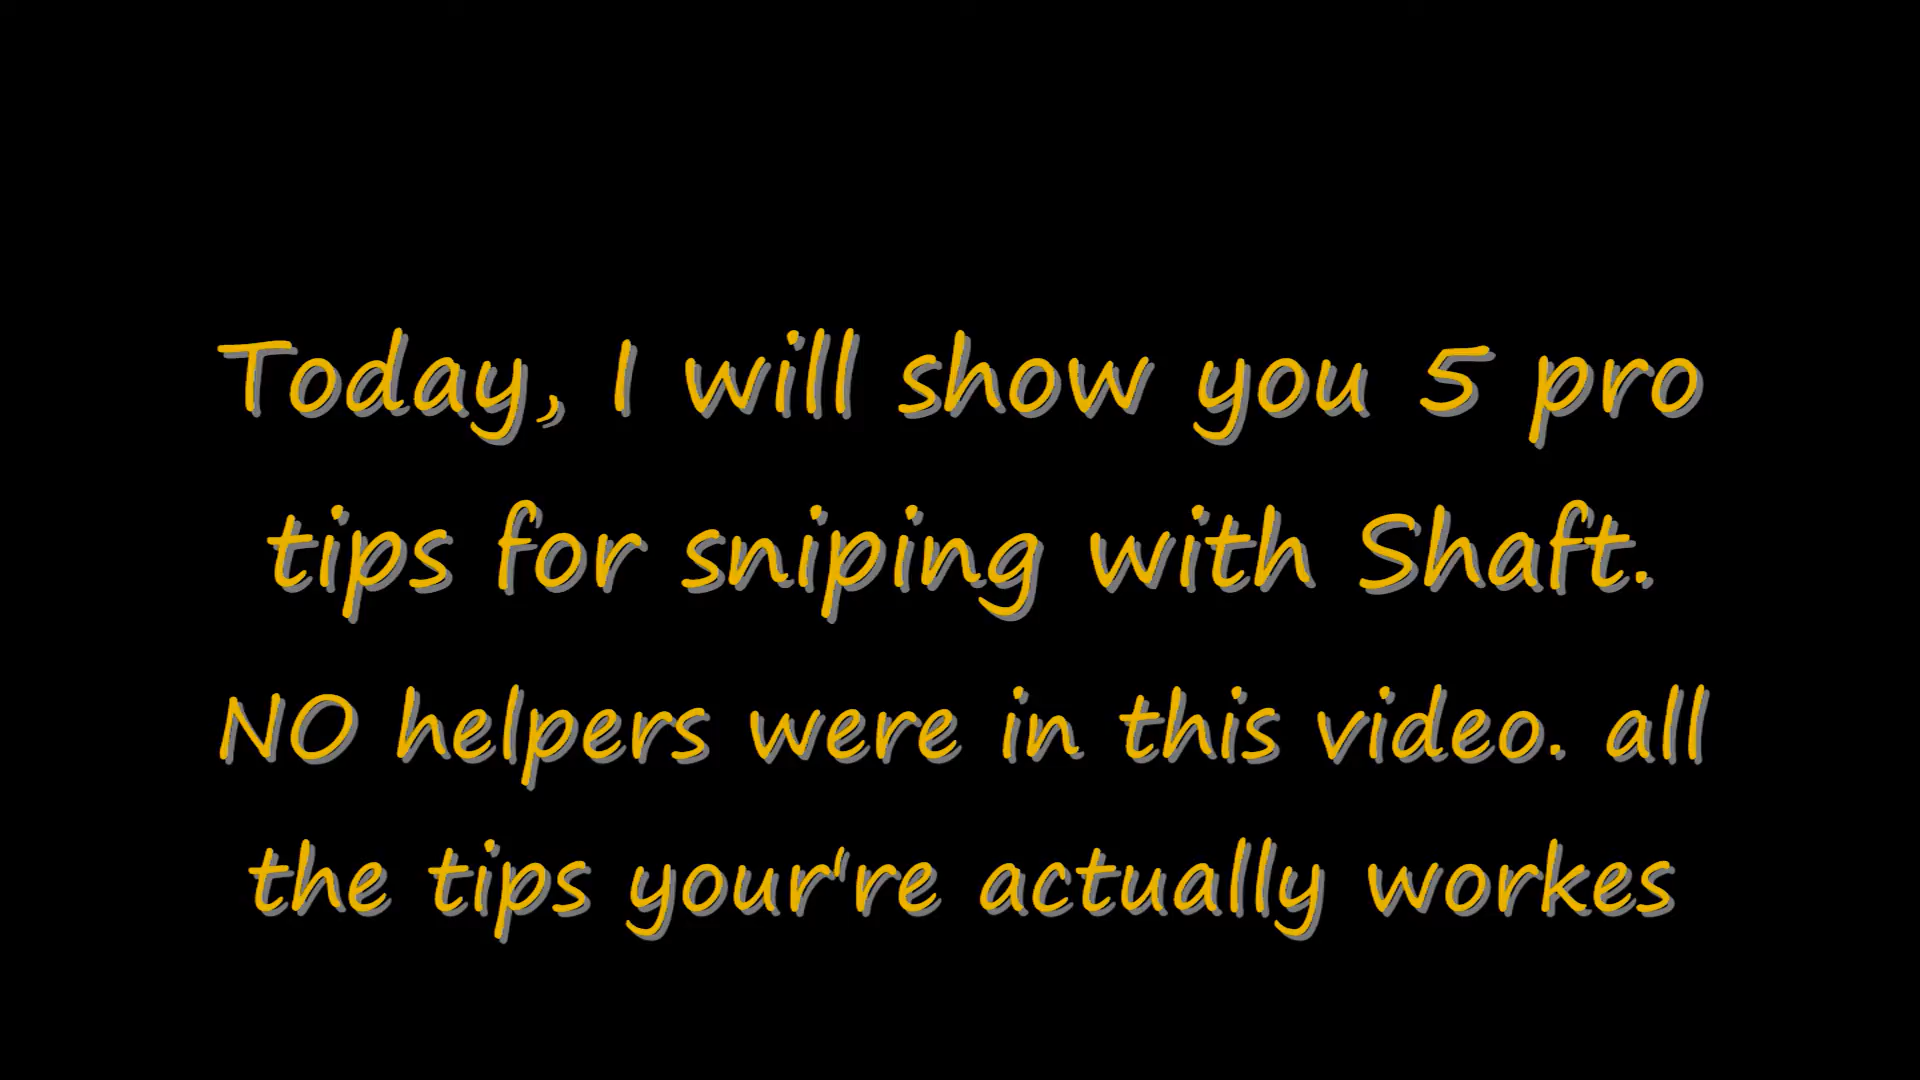 Today, I will show you 5 pro
tips for sniping with Shaft.
NO helpers were in this video. all
the tips your're actually workes